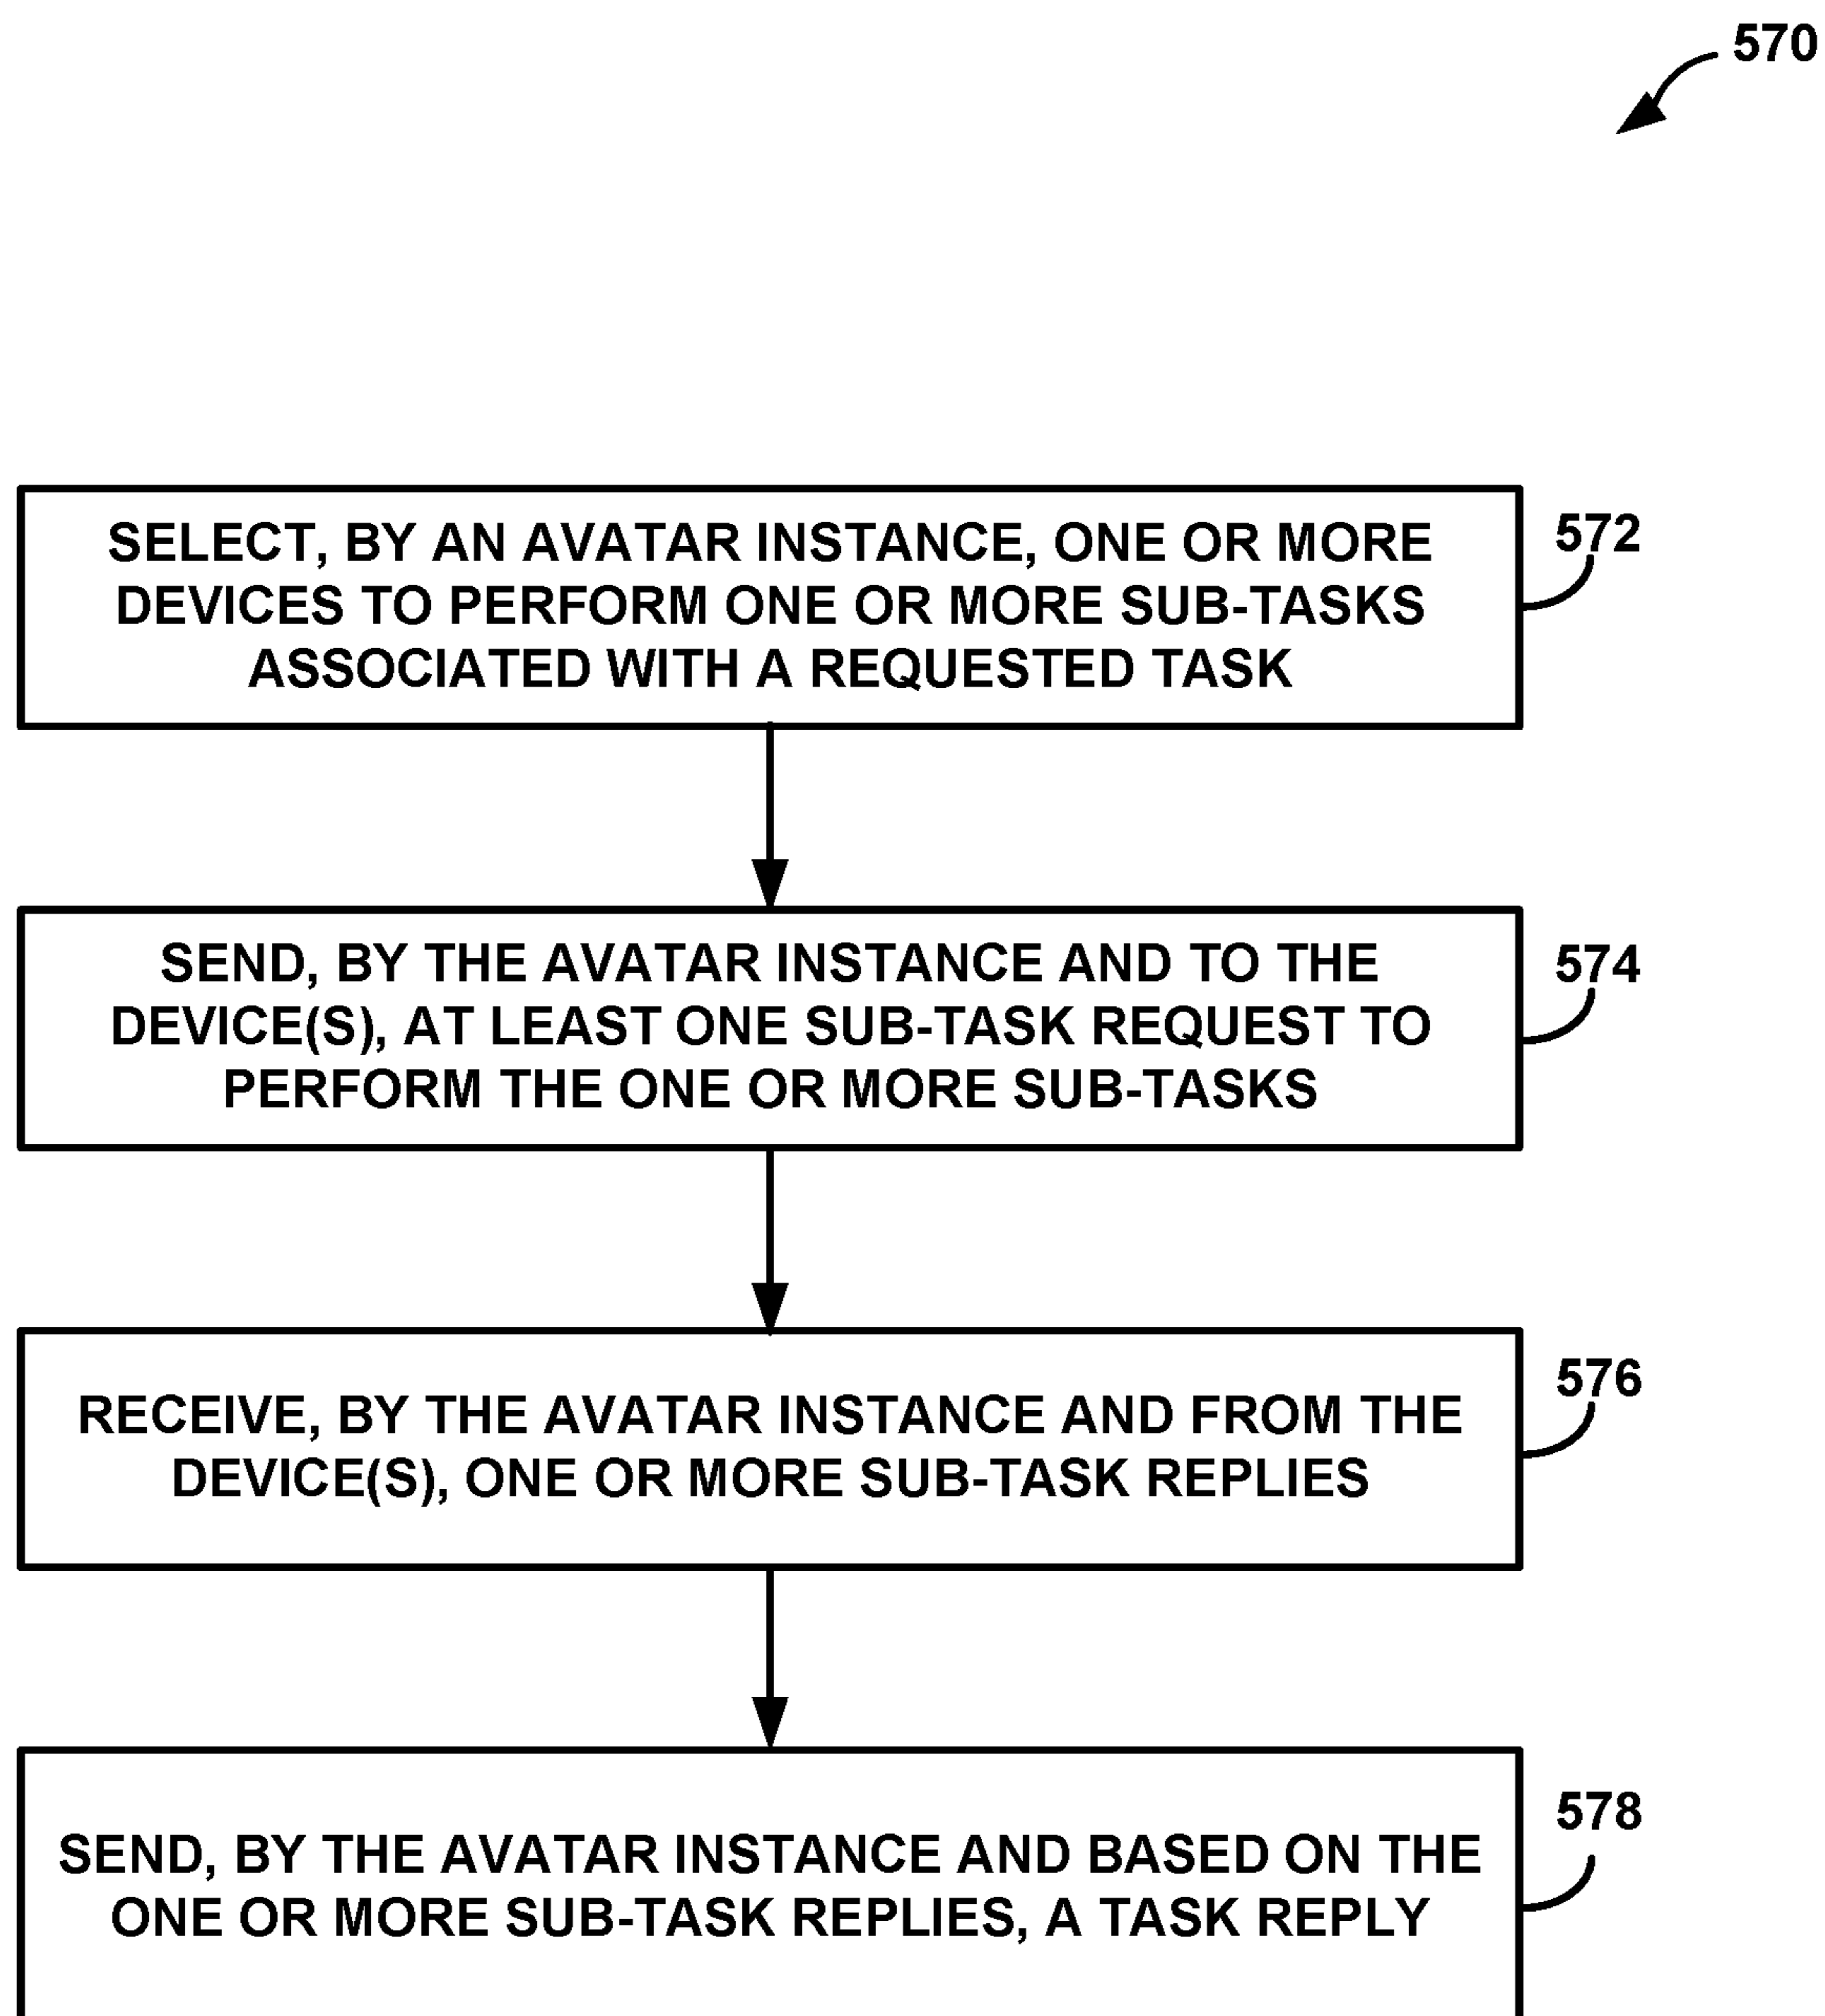 570
SELECT, BY AN AVATAR INSTANCE, ONE OR MORE
DEVICES TO PERFORM ONE OR MORE SUB-TASKS
ASSOCIATED WITH A REQUESTED TASK
572
SEND, BY THE AVATAR INSTANCE AND TO THE
DEVICE(S), AT LEAST ONE SUB-TASK REQUEST TO
PERFORM THE ONE OR MORE SUB-TASKS
574
RECEIVE, BY THE AVATAR INSTANCE AND FROM THE
DEVICE(S), ONE OR MORE SUB-TASK REPLIES
576
SEND, BY THE AVATAR INSTANCE AND BASED ON THE
ONE OR MORE SUB-TASK REPLIES, A TASK REPLY
578